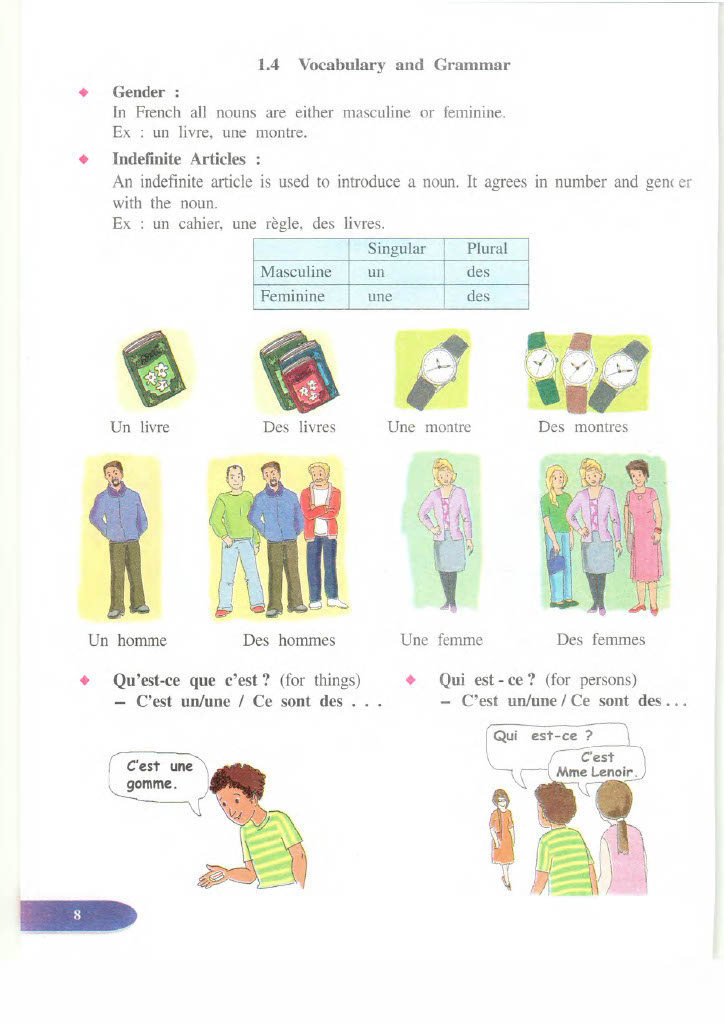 1.4 Vocabulary and Grammar
Gender :
In French all nouns are either masculine or feminine.
Ex : un livre, une montre.
Indefinite Articles :
An indefinite article is used to introduce a noun. It agrees in number and gender
with the noun.
Ex : un cahier, une règle, des livres.
Singular Plural
Masculine un des
Feminine une des
Un livre Des livres Une montre Des montres
Un homme Des hommes Une femme Des femmes
Qu'est-ce que c'est ? (for things)
– C'est un/une / Ce sont des . . .
Qui est - ce ? (for persons)
– C'est un/une / Ce sont des . . .
C'est une
gomme.
Qui est-ce ?
C'est
Mme Lenoir.
8